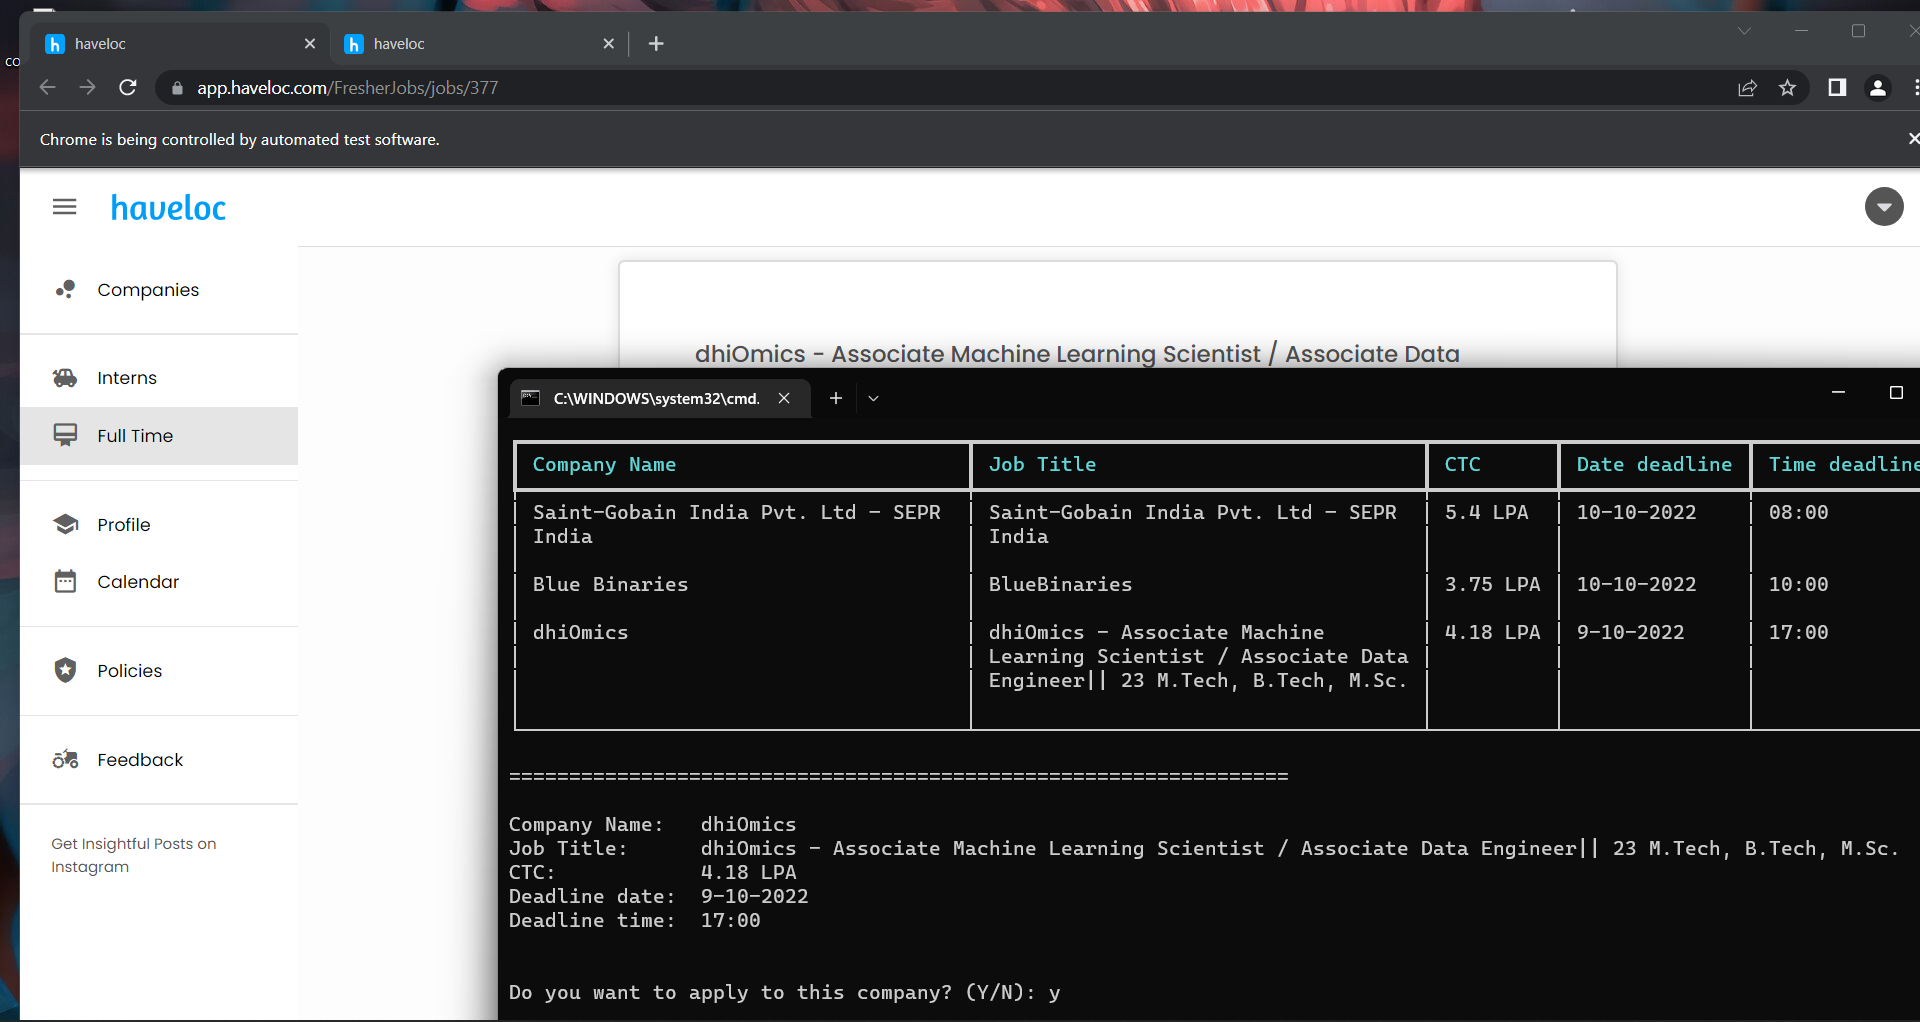 co
haveloc
haveloc
app.haveloc.com/FresherJobs/jobs/377
Chrome is being controlled by automated test software.
haveloc
Companies
Interns
Full Time
Profile
Calendar
Policies
Feedback
Get Insightful Posts on
Instagram
dhiOmics - Associate Machine Learning Scientist / Associate Data
C:\WINDOWS\system32\cmd.
Company Name Job Title CTC Date deadline Time deadline
Saint-Gobain India Pvt. Ltd - SEPR Saint-Gobain India Pvt. Ltd - SEPR 5.4 LPA 10-10-2022 08:00
India India
Blue Binaries BlueBinaries 3.75 LPA 10-10-2022 10:00
dhiOmics dhiOmics - Associate Machine 4.18 LPA 9-10-2022 17:00
Learning Scientist / Associate Data
Engineer|| 23 M.Tech, B.Tech, M.Sc.
=================================================================
Company Name: dhiOmics
Job Title: dhiOmics - Associate Machine Learning Scientist / Associate Data Engineer|| 23 M.Tech, B.Tech, M.Sc.
CTC: 4.18 LPA
Deadline date: 9-10-2022
Deadline time: 17:00
Do you want to apply to this company? (Y/N): y